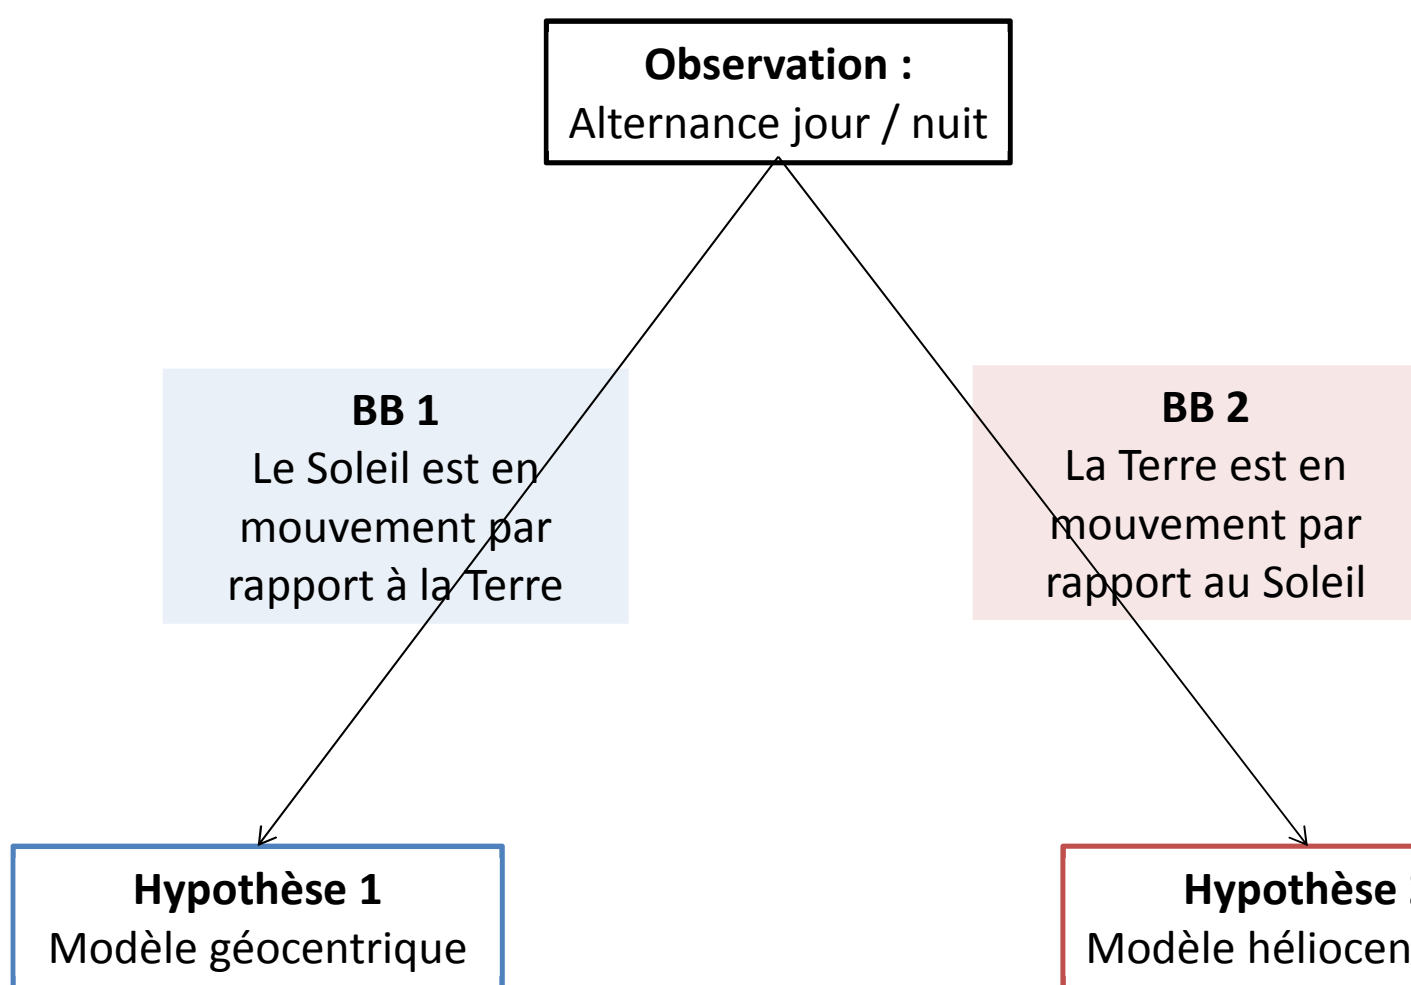 Observation :
Alternance jour / nuit
BB 1
Le Soleil est en
mouvement par
rapport à la Terre
BB 2
La Terre est en
mouvement par
rapport au Soleil
Hypothèse 1
Modèle géocentrique
Hypothèse
Modèle